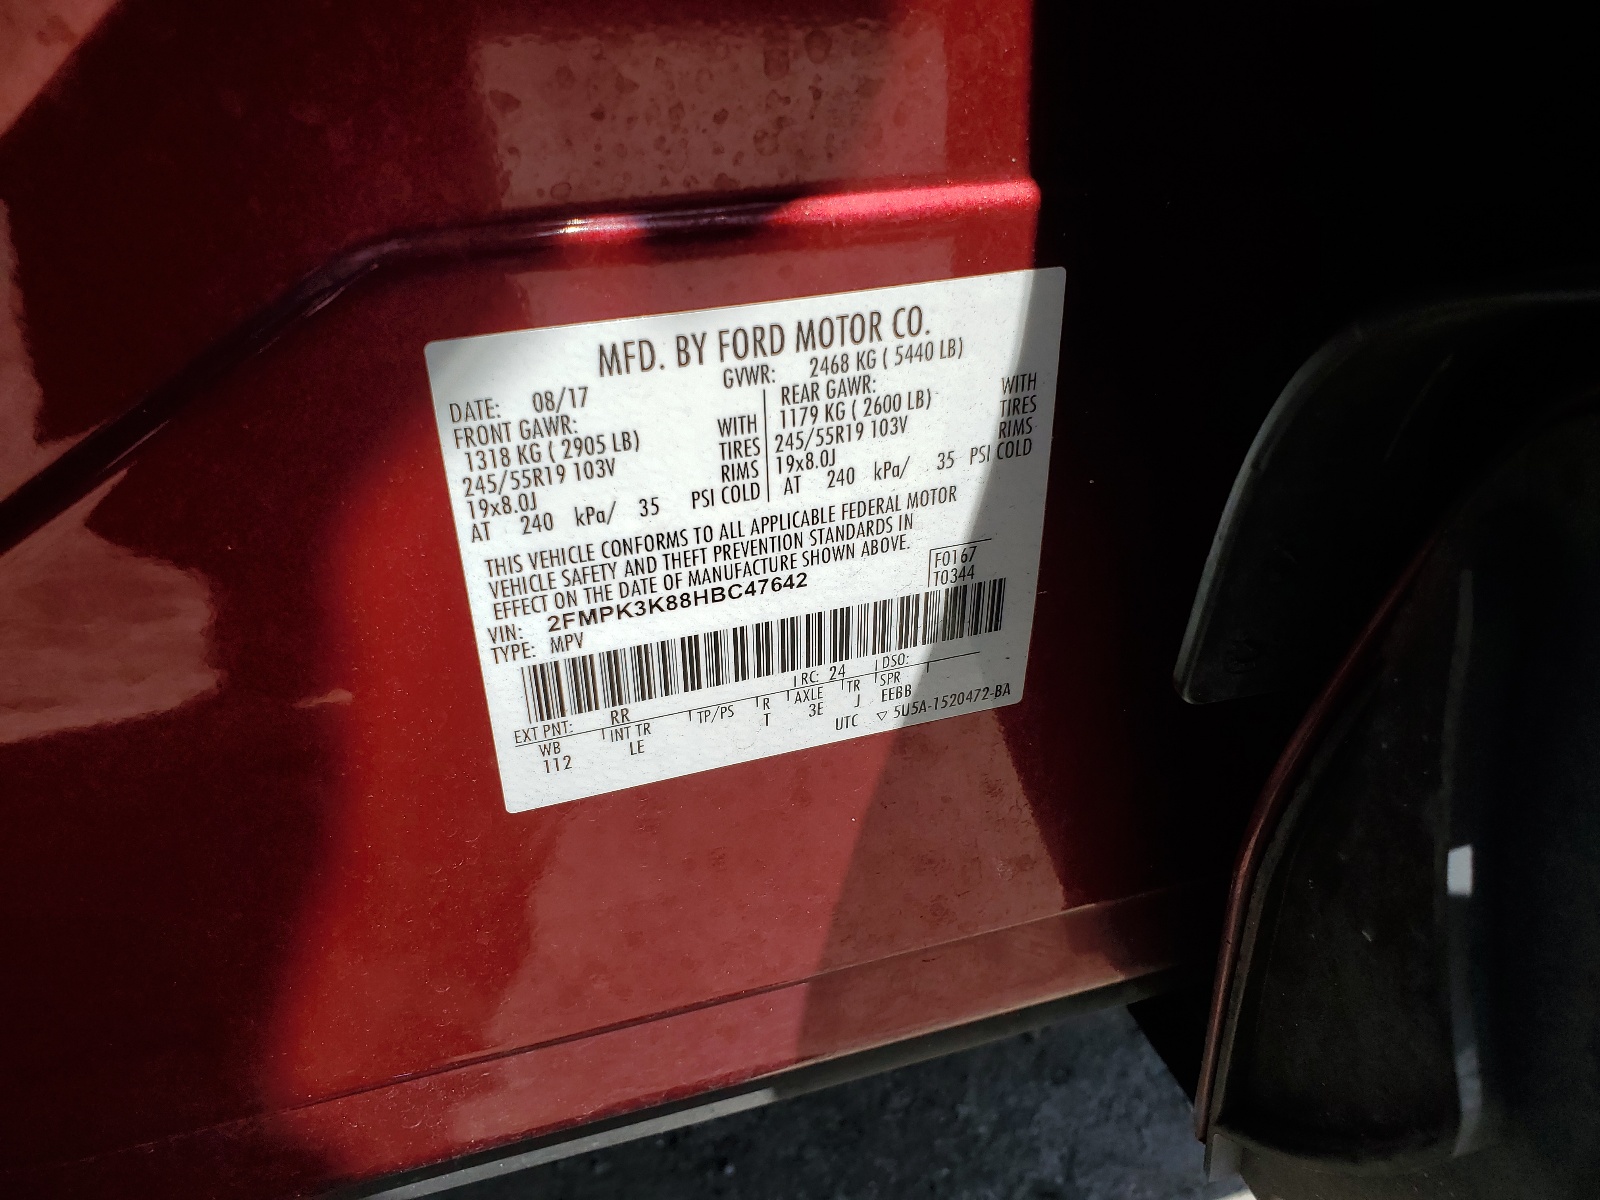 MFD. BY FORD MOTOR CO.
DATE: 08/17 GVWR: 2468 KG ( 5440 LB)
FRONT GAWR: REAR GAWR:
1318 KG ( 2905 LB) WITH 1179 KG ( 2600 LB) WITH
245/55R19 103V TIRES 245/55R19 103V TIRES
19x8.0J RIMS 19x8.0J RIMS
AT 240 kPa/ 35 PSI COLD AT 240 kPa/ 35 PSI COLD
THIS VEHICLE CONFORMS TO ALL APPLICABLE FEDERAL MOTOR
VEHICLE SAFETY AND THEFT PREVENTION STANDARDS IN
EFFECT ON THE DATE OF MANUFACTURE SHOWN ABOVE.
F0167
T0344
VIN: 2FMPK3K88HBC47642
TYPE: MPV
EXT PNT: RR RC: 24 DSO:
WB INT TR TP/PS R AXLE TR SPR
112 LE T 3E J EEBB
UTC ▽ 5U5A-1520472-BA